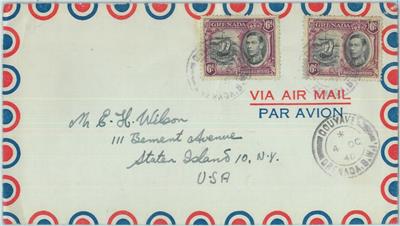 GRENADA
6D
GRENADA
6D
VIA AIR MAIL
PAR AVION
Mr E. H. Wilson
111 Bement Avenue
Staten Island 10, N.Y.
USA
GOUYAVE
*
4 OC
GRENADA.B.W.I.